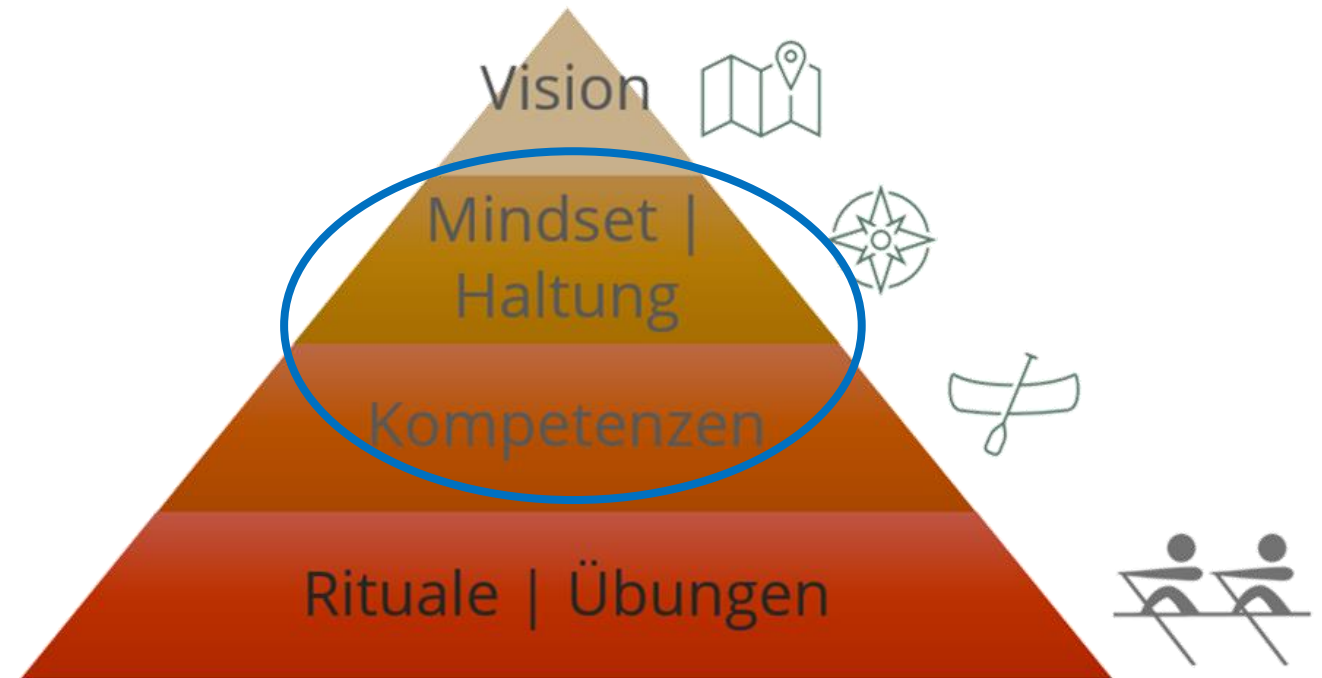 Vision
Mindset |
Haltung
Kompetenzen
Rituale | Übungen